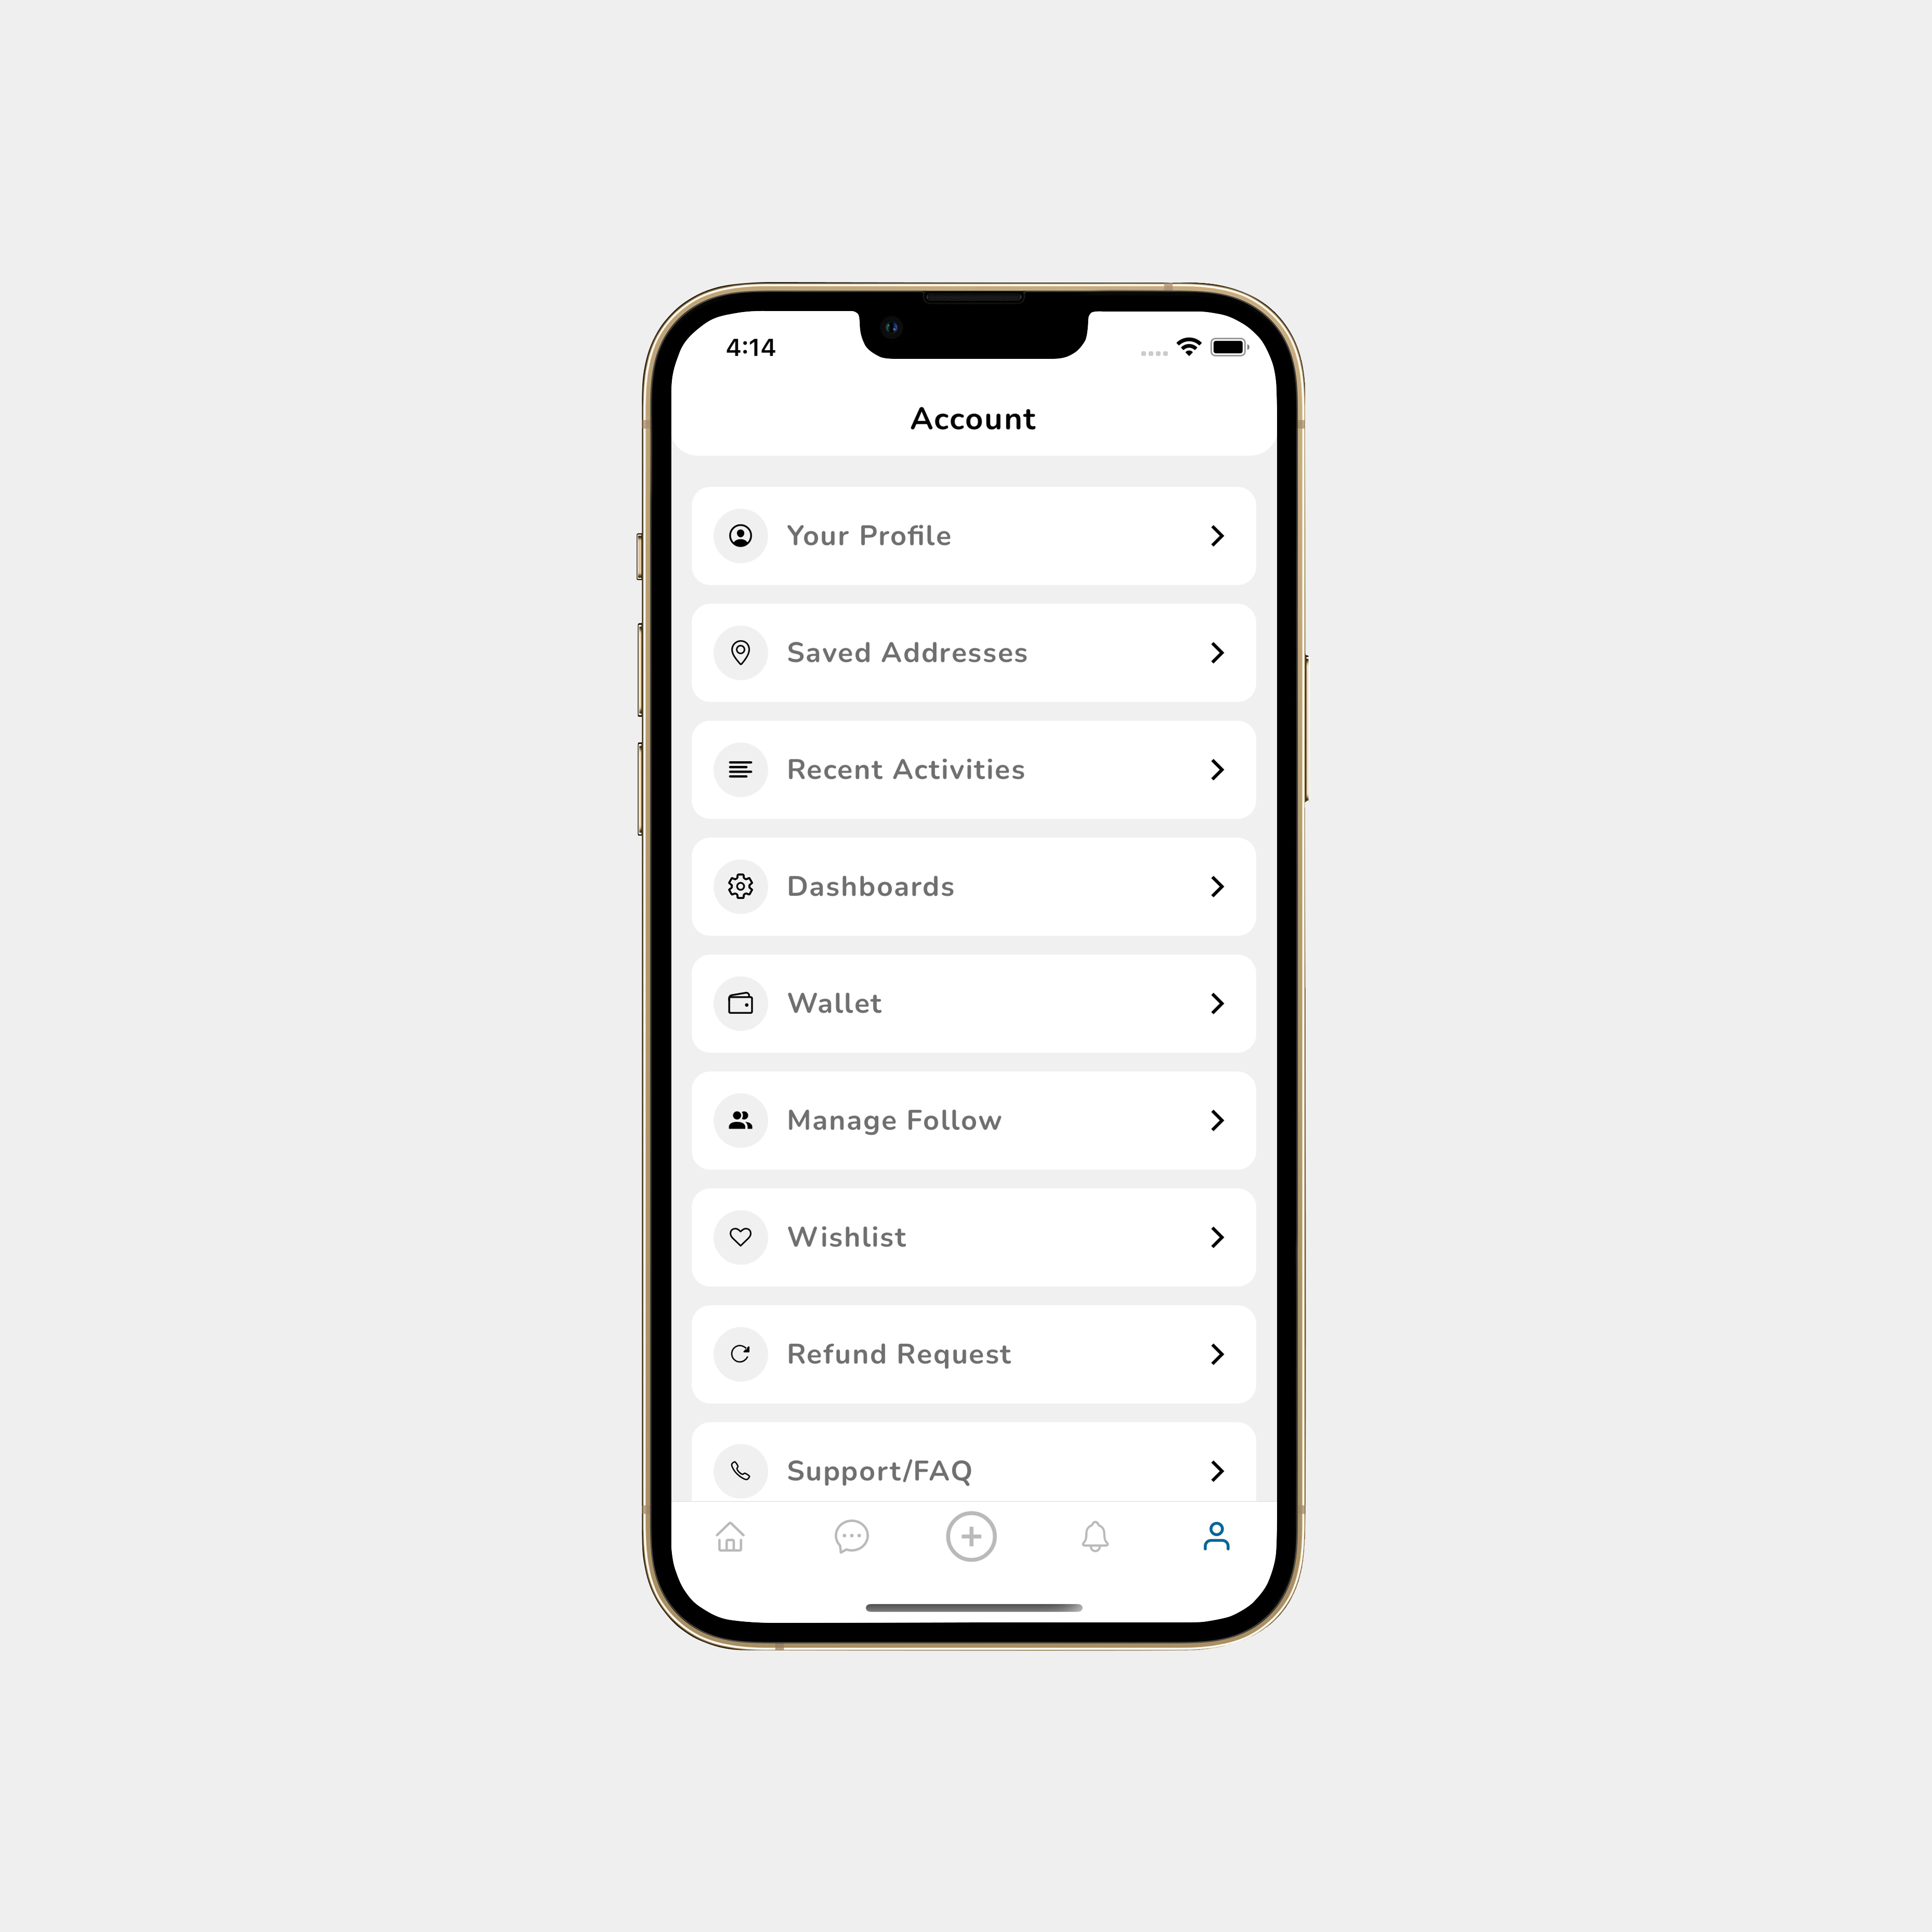 4:14
Account
Your Profile
Saved Addresses
Recent Activities
Dashboards
Wallet
Manage Follow
Wishlist
Refund Request
Support/FAQ